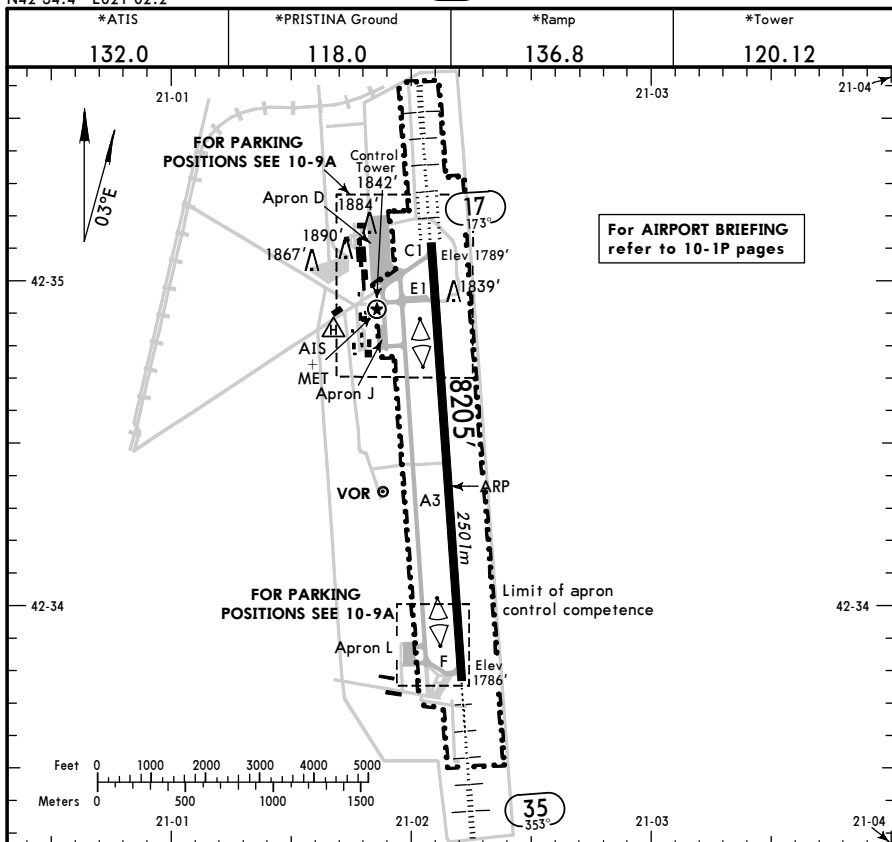 N42 34.4 E021 02.2
*ATIS
*PRISTINA Ground
*Ramp
*Tower
132.0
118.0
136.8
120.12
21-01
21-03
21-04
03°E
FOR PARKING
POSITIONS SEE 10-9A
Control
Tower
1842'
Apron D
1884'
1890'
1867'
17
173°
For AIRPORT BRIEFING
refer to 10-1P pages
C1
Elev 1789'
42-35
E1
1839'
H
AIS
+
MET
Apron J
8205'
VOR
A3
ARP
2501m
FOR PARKING
POSITIONS SEE 10-9A
Limit of apron
control competence
42-34
42-34
Apron L
F
Elev
1786'
Feet 0 1000 2000 3000 4000 5000
Meters 0 500 1000 1500
35
353°
21-01
21-02
21-03
21-04